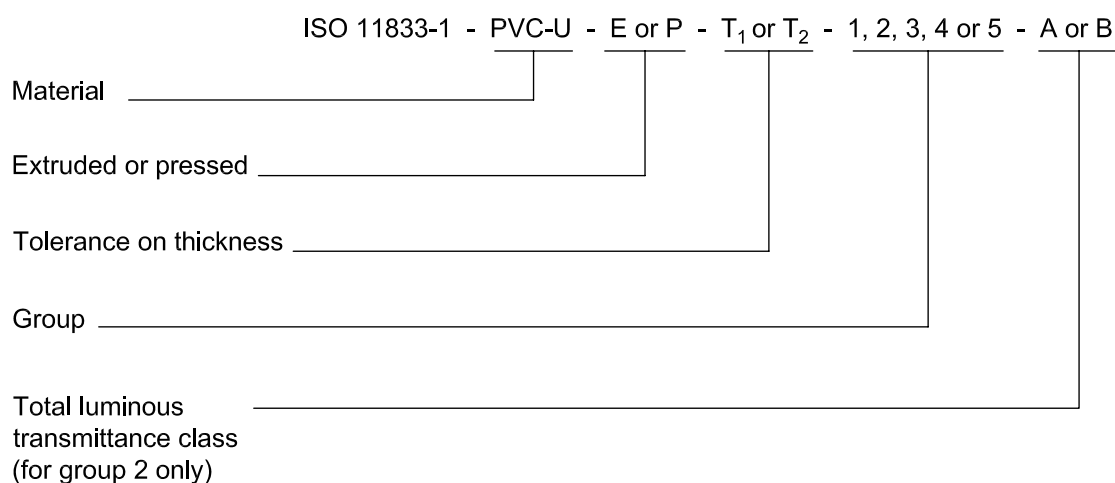 ISO 11833-1 - PVC-U - E or P - T₁ or T₂ - 1, 2, 3, 4 or 5 - A or B
Material
Extruded or pressed
Tolerance on thickness
Group
Total luminous
transmittance class
(for group 2 only)